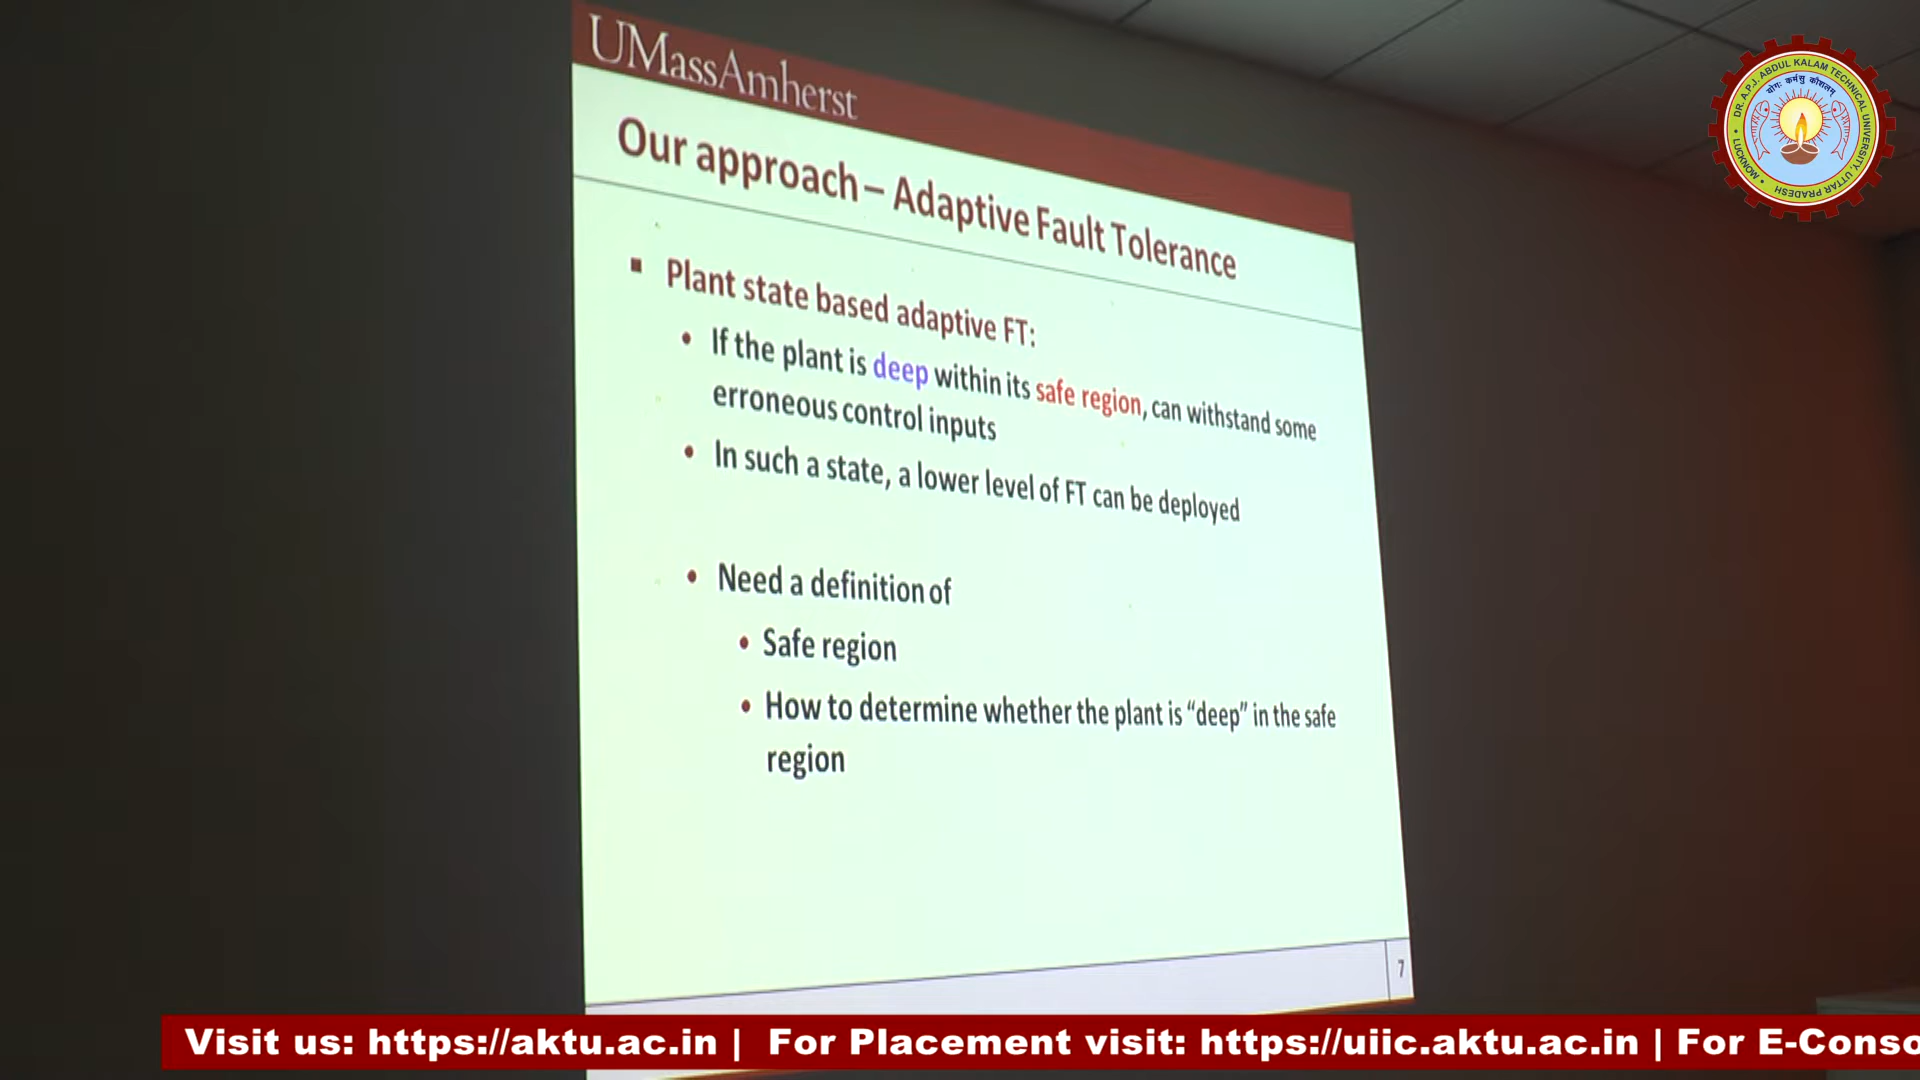 UMassAmherst
Our approach – Adaptive Fault Tolerance
▪ Plant state based adaptive FT:
• If the plant is deep within its safe region, can withstand some
erroneous control inputs
• In such a state, a lower level of FT can be deployed
• Need a definition of
• Safe region
• How to determine whether the plant is “deep” in the safe
region
7
DR. A.P.J. ABDUL KALAM TECHNICAL UNIVERSITY, UTTAR PRADESH • LUCKNOW •
योगः कर्मसु कौशलम्
Visit us: https://aktu.ac.in | For Placement visit: https://uiic.aktu.ac.in | For E-Conso